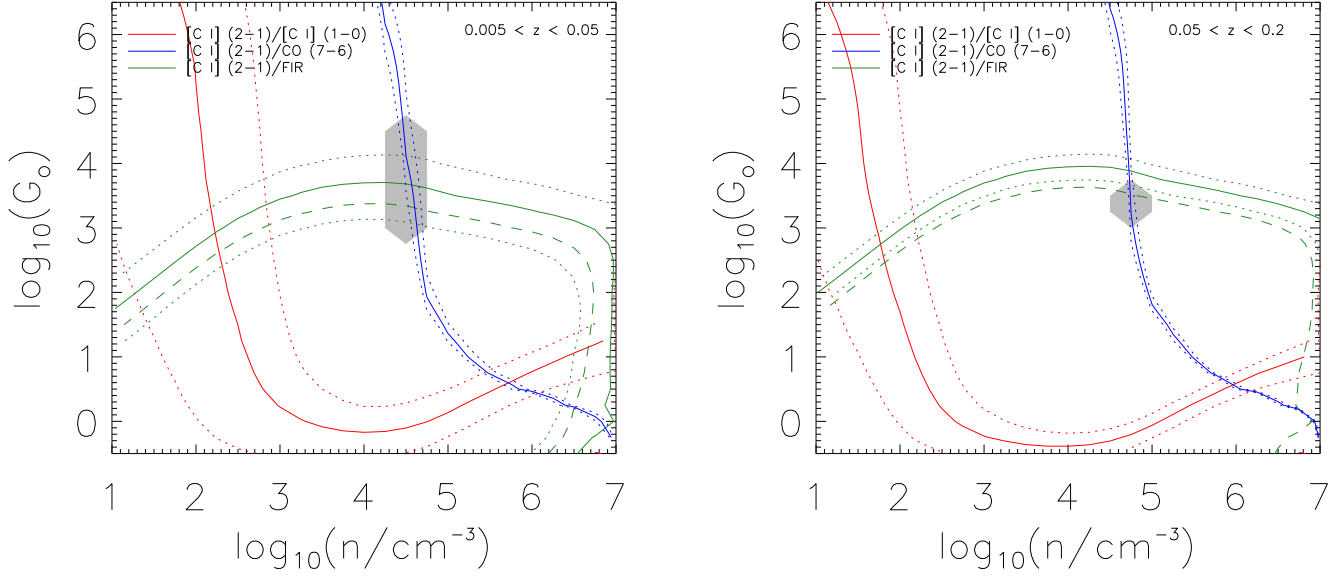 [C I] (2−1)/[C I] (1−0)
[C I] (2−1)/CO (7−6)
[C I] (2−1)/FIR
0.005 < z < 0.05
6
5
4
3
2
1
0
log10(Go)
1 2 3 4 5 6 7
log10(n/cm−3)
[C I] (2−1)/[C I] (1−0)
[C I] (2−1)/CO (7−6)
[C I] (2−1)/FIR
0.05 < z < 0.2
6
5
4
3
2
1
0
log10(Go)
1 2 3 4 5 6 7
log10(n/cm−3)